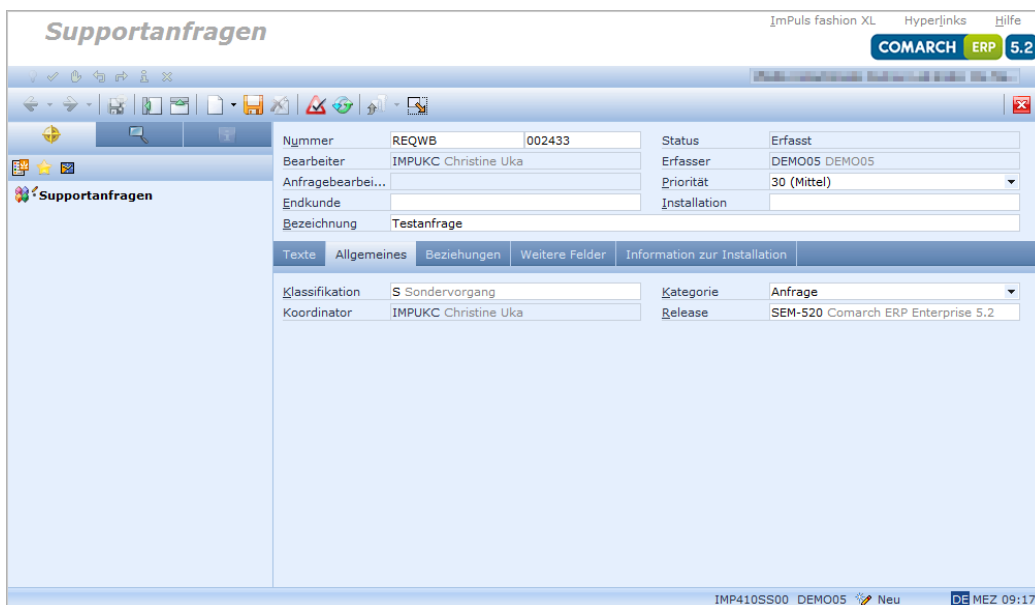 Supportanfragen
ImPuls fashion XL Hyperlinks Hilfe
COMARCH ERP 5.2
Nummer REQWB 002433 Status Erfasst
Bearbeiter IMPUKC Christine Uka Erfasser DEMO05 DEMO05
Anfragebearbei... Priorität 30 (Mittel)
Supportanfragen
Endkunde Installation
Bezeichnung Testanfrage
Texte Allgemeines Beziehungen Weitere Felder Information zur Installation
Klassifikation S Sondervorgang Kategorie Anfrage
Koordinator IMPUKC Christine Uka Release SEM-520 Comarch ERP Enterprise 5.2
IMP410SS00 DEMO05 Neu DE MEZ 09:17